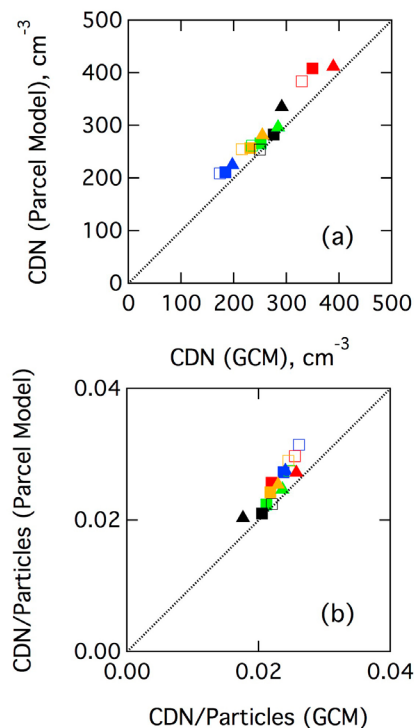 500
400
300
200
100
0
CDN (Parcel Model), cm-3
(a)
0 100 200 300 400 500
CDN (GCM), cm-3
0.04
0.02
0.00
CDN/Particles (Parcel Model)
(b)
0.00 0.02 0.04
CDN/Particles (GCM)